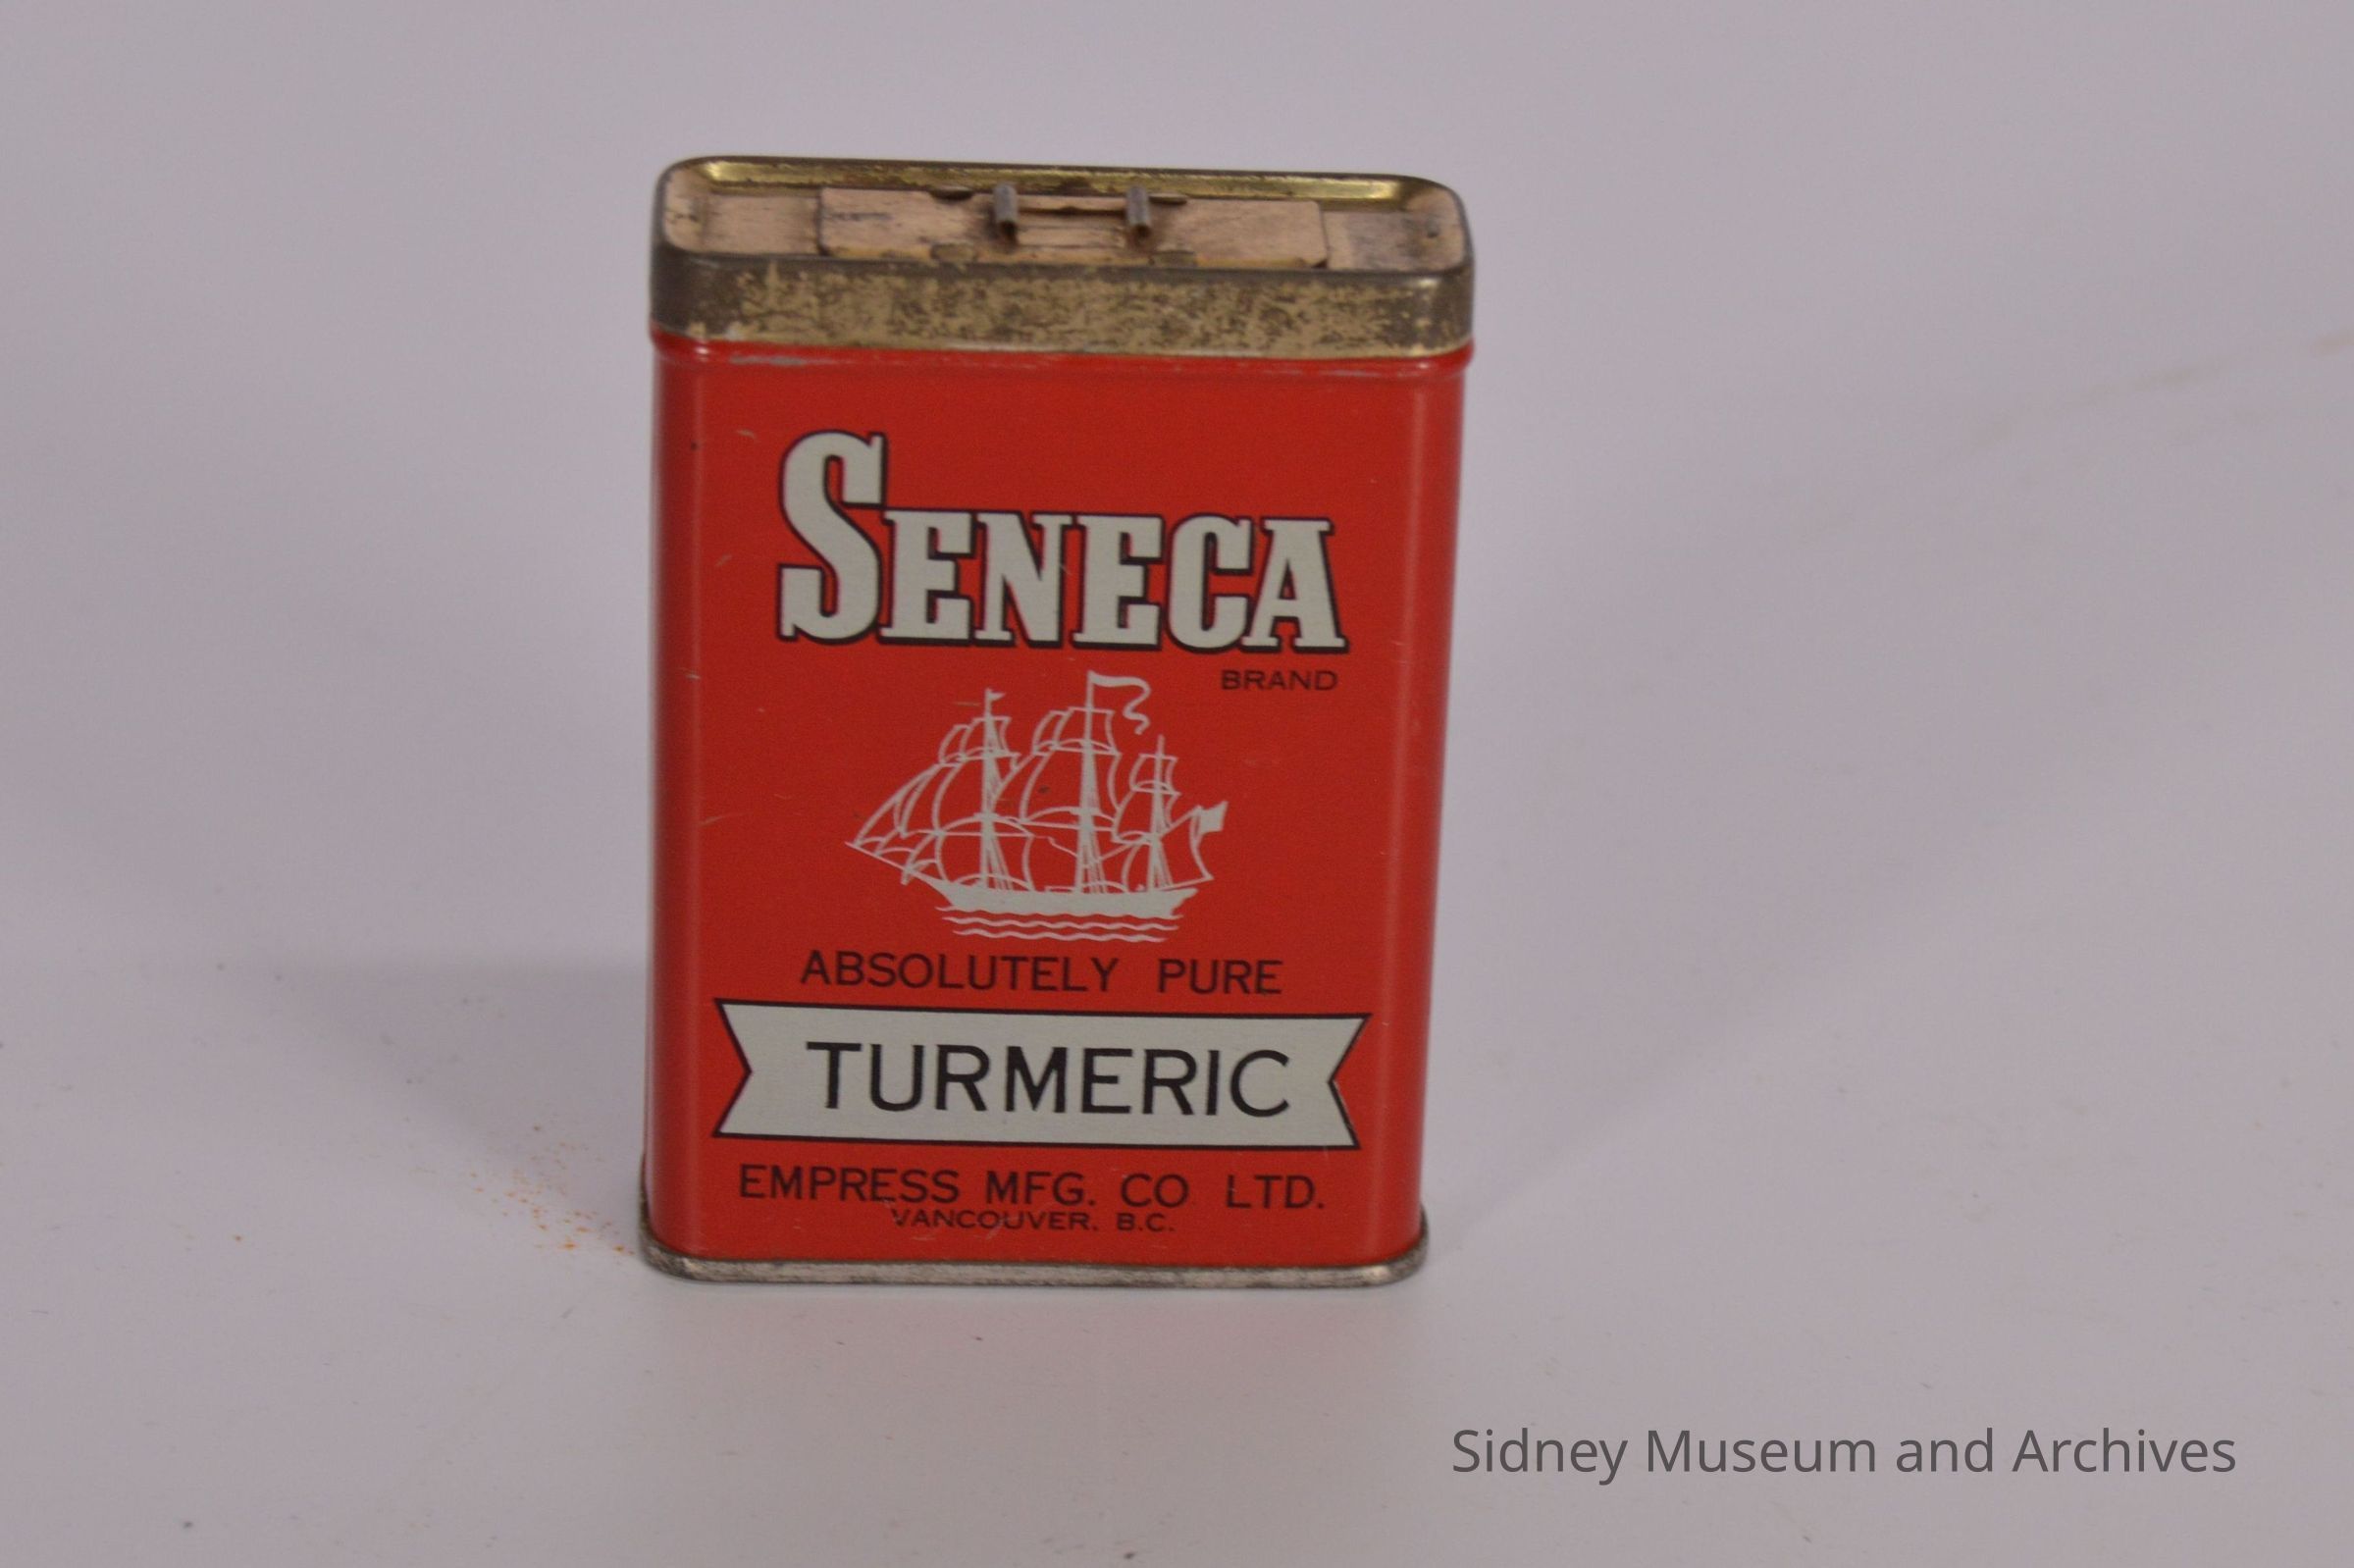 SENECA
BRAND
ABSOLUTELY PURE
TURMERIC
EMPRESS MFG. CO LTD.
VANCOUVER. B.C.
Sidney Museum and Archives